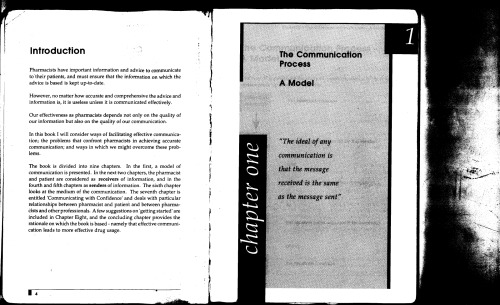 Introduction
Pharmacists have important information and advice to communicate
to their patients, and must ensure that the information on which the
advice is based is kept up-to-date.
However, no matter how accurate and comprehensive the advice and
information is, it is useless unless it is communicated effectively.
Our effectiveness as pharmacists depends not only on the quality of
our information but also on the quality of our communication.
In this book I will consider ways of facilitating effective communica-
tion; the problems that confront pharmacists in achieving accurate
communication; and ways in which we might overcome these prob-
lems.
The book is divided into nine chapters. In the first, a model of
communication is presented. In the next two chapters, the pharmacist
and patient are considered as receivers of information, and in the
fourth and fifth chapters as senders of information. The sixth chapter
looks at the medium of the communication. The seventh chapter is
entitled 'Communicating with Confidence' and deals with particular
relationships between pharmacist and patient and between pharma-
cists and other professionals. A few suggestions on 'getting started' are
included in Chapter Eight, and the concluding chapter provides the
rationale on which the book is based - namely that effective communi-
cation leads to more effective drug usage.
4
1
The Communication
Process
A Model
chapter one
"The ideal of any
communication is
that the message
received is the same
as the message sent"